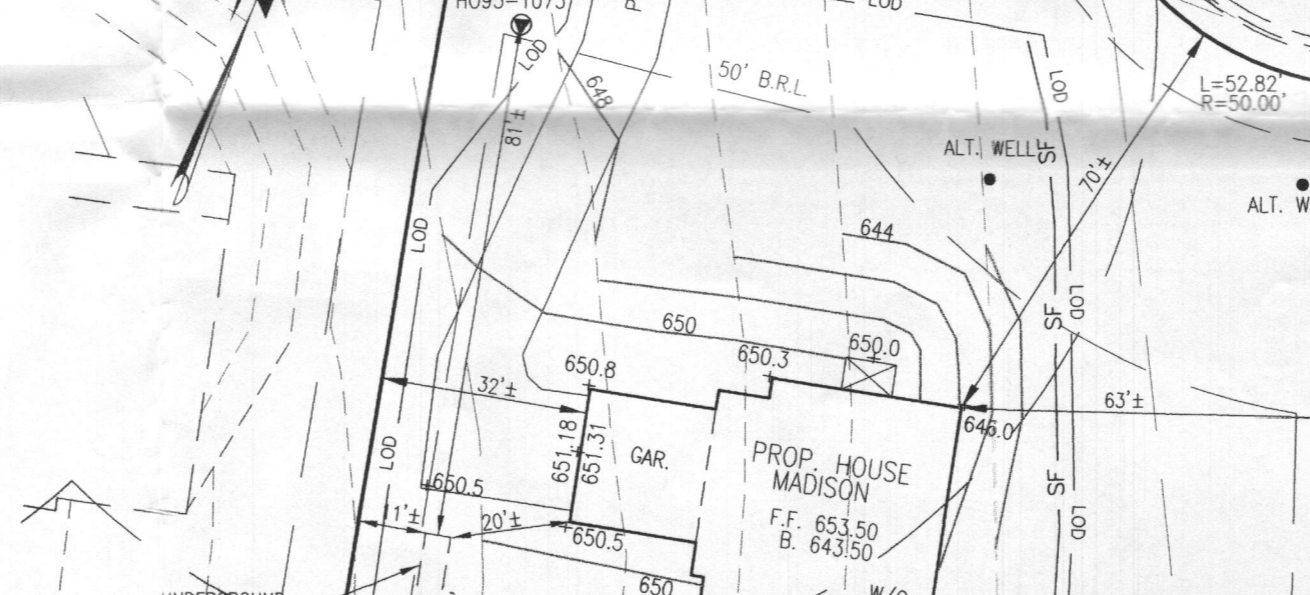 H095-1073
LOD
LOD
50' B.R.L.
648
81'±
LOD
L=52.82'
R=50.00'
ALT. WELL
SF
70'±
ALT. W
LOD
644
650
650.0
650.3
650.8
SF
LOD
32'±
63'±
646.0
LOD
651.18
651.31
GAR.
PROP. HOUSE
MADISON
650.5
SF
F.F. 653.50
B. 643.50
LOD
11'±
20'±
650.5
650
UNDERGROUND
W/O